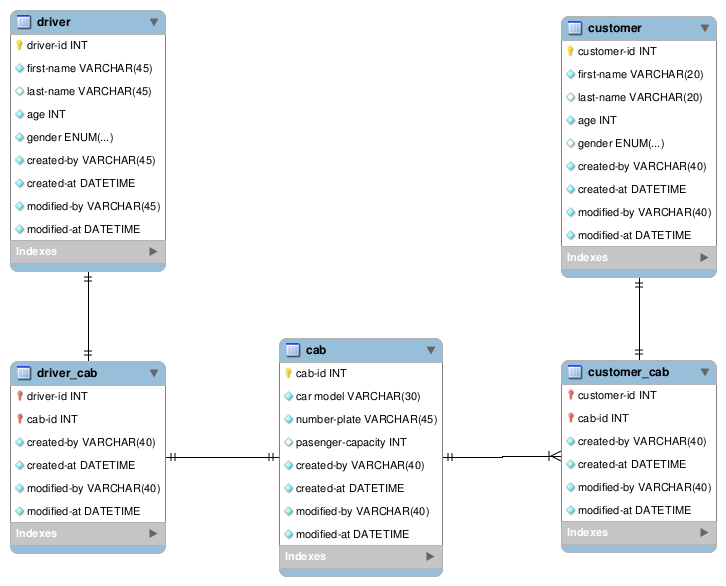 driver
driver-id INT
first-name VARCHAR(45)
last-name VARCHAR(45)
age INT
gender ENUM(...)
created-by VARCHAR(45)
created-at DATETIME
modified-by VARCHAR(45)
modified-at DATETIME
Indexes
customer
customer-id INT
first-name VARCHAR(20)
last-name VARCHAR(20)
age INT
gender ENUM(...)
created-by VARCHAR(40)
created-at DATETIME
modified-by VARCHAR(40)
modified-at DATETIME
Indexes
driver_cab
driver-id INT
cab-id INT
created-by VARCHAR(40)
created-at DATETIME
modified-by VARCHAR(40)
modified-at DATETIME
Indexes
cab
cab-id INT
car model VARCHAR(30)
number-plate VARCHAR(45)
pasenger-capacity INT
created-by VARCHAR(40)
created-at DATETIME
modified-by VARCHAR(40)
modified-at DATETIME
Indexes
customer_cab
customer-id INT
cab-id INT
created-by VARCHAR(40)
created-at DATETIME
modified-by VARCHAR(40)
modified-at DATETIME
Indexes